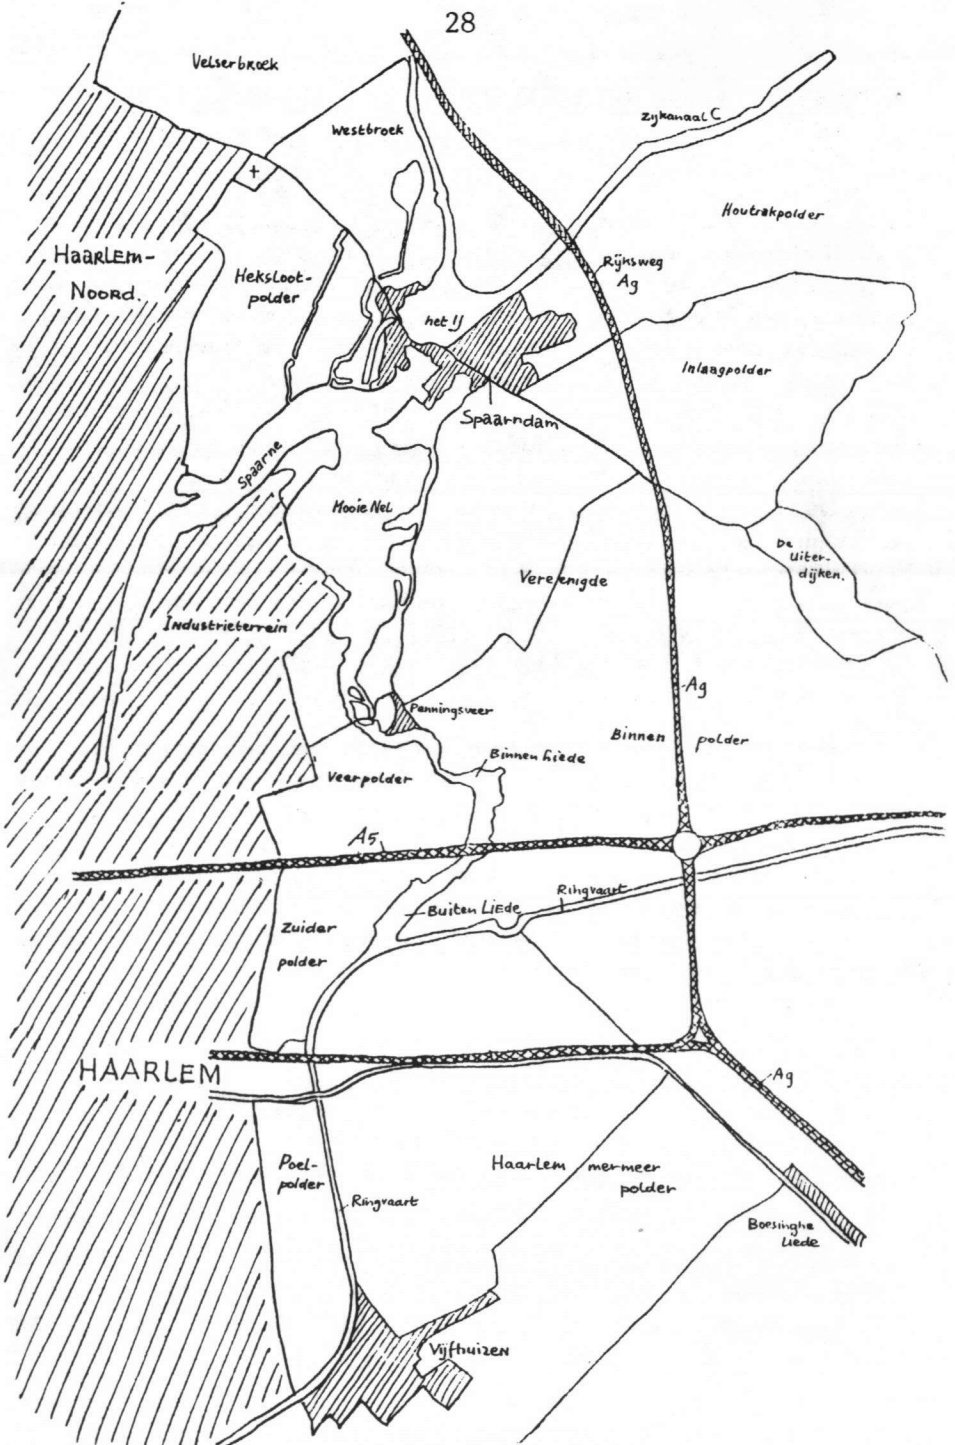 28
Velserbroek
Westbroek
Zijkanaal C
Houtrakpolder
Haarlem-
Noord.
Heksloot-
polder
Rijksweg
A9
het IJ
Inlaagpolder
Spaarndam
Spaarne
Mooie Nel
De
Uiter-
dijken.
Vereenigde
Industrieterrein
A9
Penningsveer
Binnen polder
Binnen Liede
Veerpolder
A5
Ringvaart
Buiten Liede
Zuider
polder
HAARLEM
A9
Poel-
polder
Haarlem mermeer
polder
Ringvaart
Boesinghe
Liede
Vijfhuizen